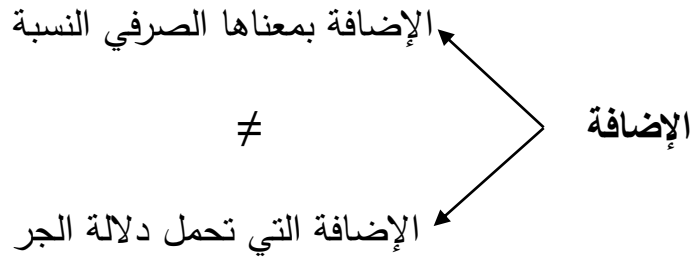 الإضافة بمعناها الصرفي النسبة
≠
الإضافة
الإضافة التي تحمل دلالة الجر